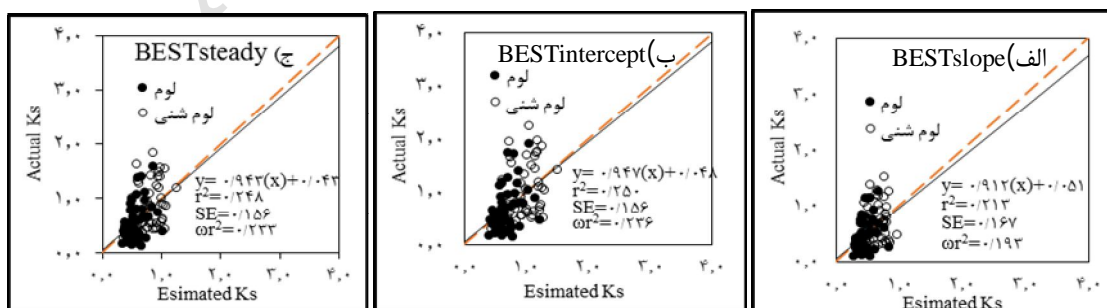 الف) BESTslope
لوم
لوم شنی
y= ۰/۹۱۲(x)+۰/۰۵۱
r²=۰/۲۱۳
SE=۰/۱۶۷
ωr²=۰/۱۹۳
Actual Ks
۴,۰
۳,۰
۲,۰
۱,۰
۰,۰
۰,۰ ۱,۰ ۲,۰ ۳,۰ ۴,۰
Esimated Ks
ب) BESTintercept
لوم
لوم شنی
y= ۰/۹۴۷(x)+۰/۰۴۸
r²=۰/۲۵۰
SE=۰/۱۵۶
ωr²=۰/۲۳۶
Actual Ks
۴,۰
۳,۰
۲,۰
۱,۰
۰,۰
۰,۰ ۱,۰ ۲,۰ ۳,۰ ۴,۰
Esimated Ks
ج) BESTsteady
لوم
لوم شنی
y= ۰/۹۴۳(x)+۰/۰۴۳
r²=۰/۲۴۸
SE=۰/۱۵۶
ωr²=۰/۲۳۳
Actual Ks
۴,۰
۳,۰
۲,۰
۱,۰
۰,۰
۰,۰ ۱,۰ ۲,۰ ۳,۰ ۴,۰
Esimated Ks